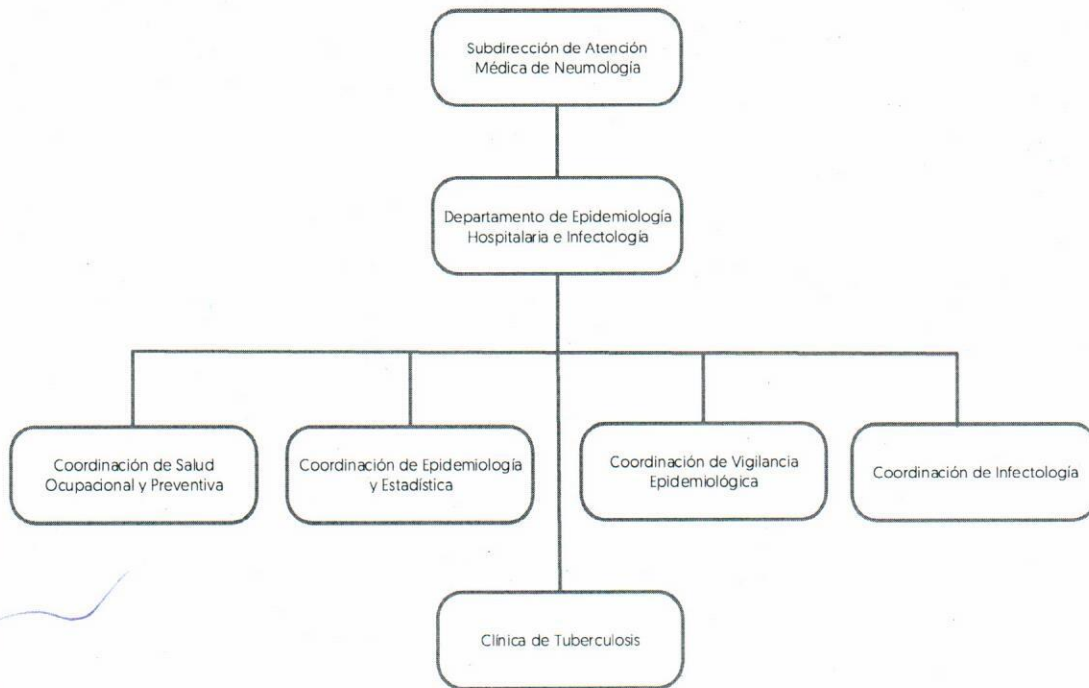 Subdirección de Atención
Médica de Neumología
Departamento de Epidemiología
Hospitalaria e Infectología
Coordinación de Salud
Ocupacional y Preventiva
Coordinación de Epidemiología
y Estadística
Coordinación de Vigilancia
Epidemiológica
Coordinación de Infectología
Clínica de Tuberculosis